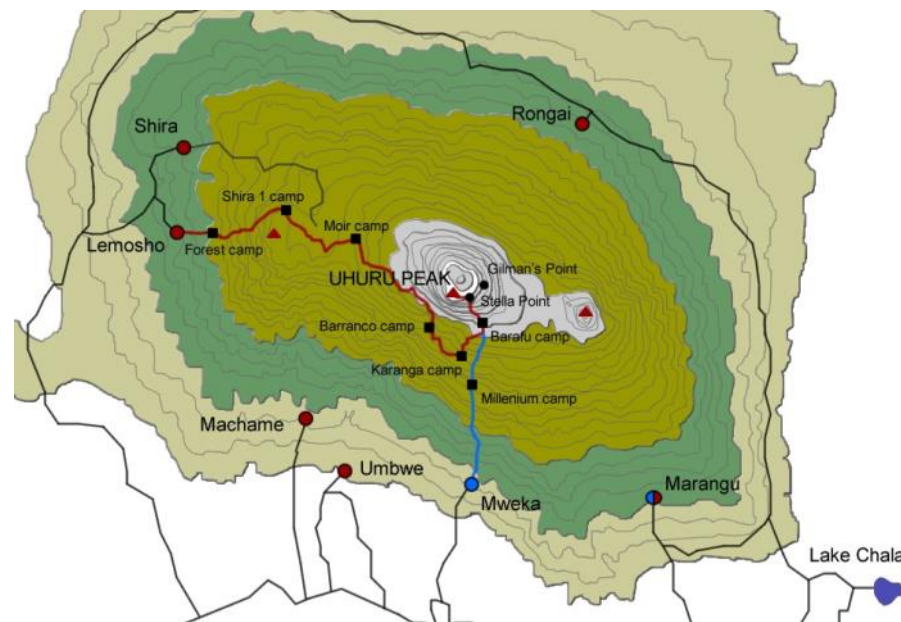 Rongai
Shira
Shira 1 camp
Moir camp
Lemosho
Forest camp
UHURU PEAK
Gilman's Point
Stella Point
Barranco camp
Barafu camp
Karanga camp
Millenium camp
Machame
Umbwe
Mweka
Marangu
Lake Chala